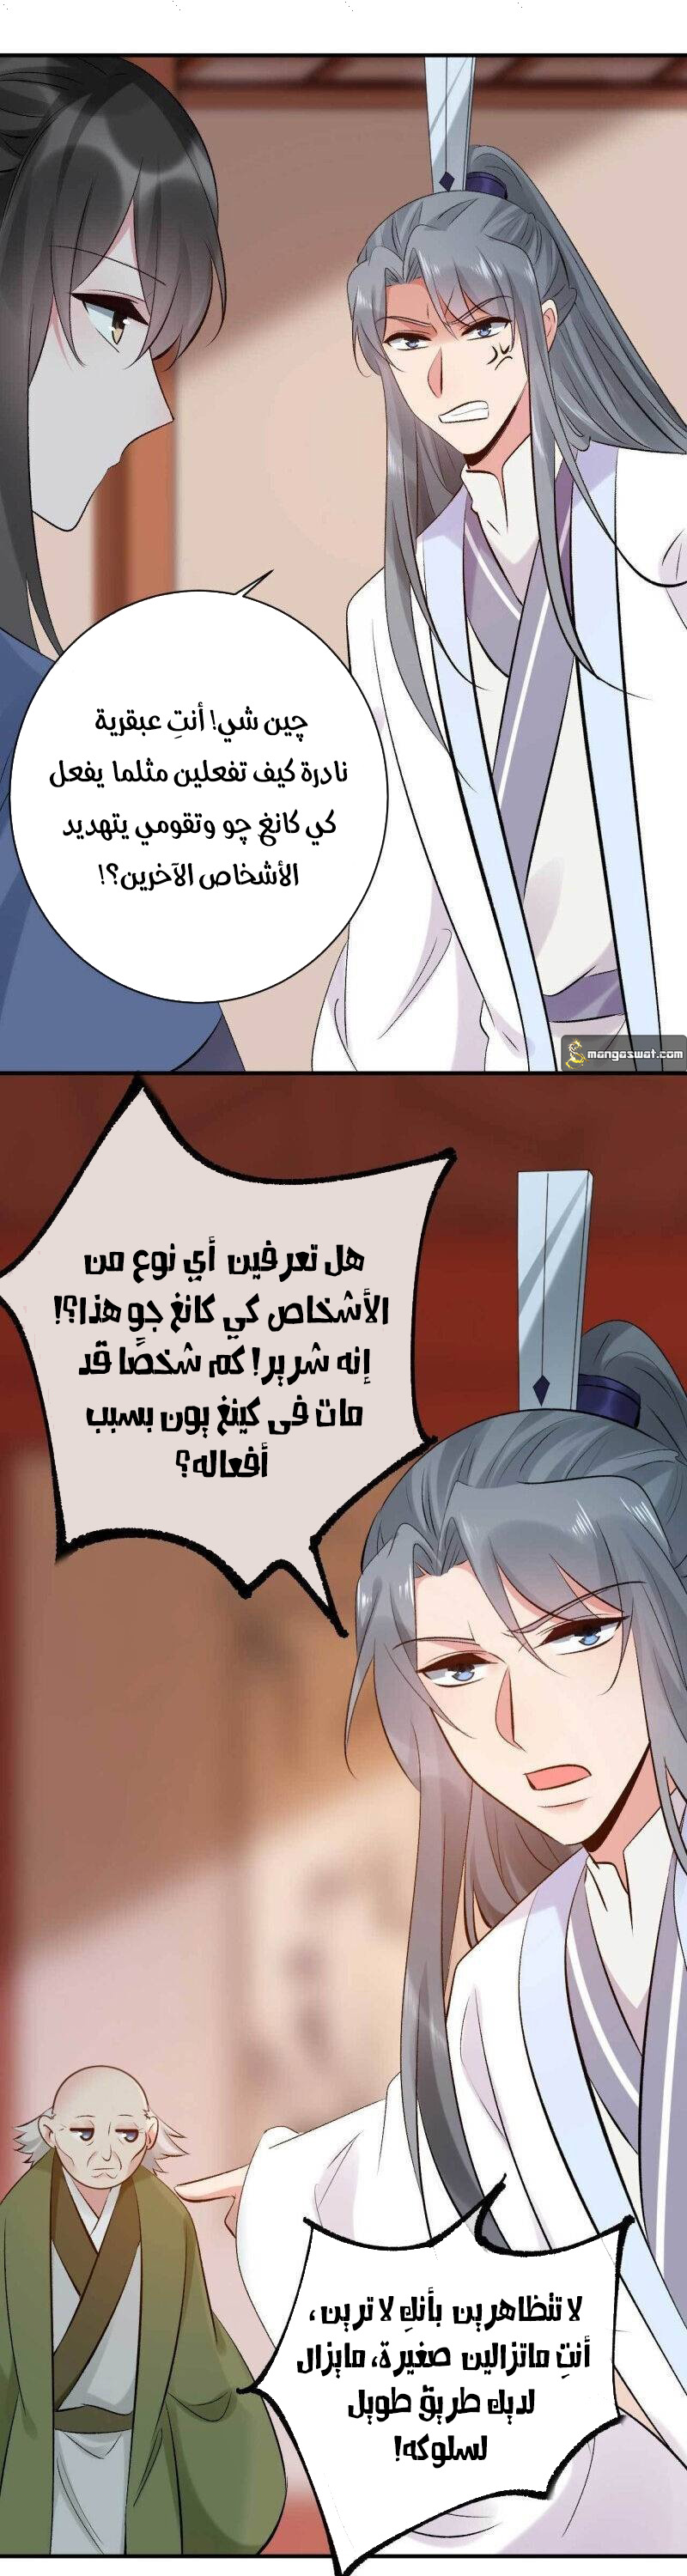 چين شي! أنتِ عبقرية
نادرة كيف تفعلين مثلما يفعل
كي كانغ چو وتقومي يتهديد
الأشخاص الآخرين؟!
mangaswat.com
هل تعرفين أي نوع من
الأشخاص كي كانغ جو هذا؟!
إنه شرير! كم شخصًا قد
مات فى كينغ يون بسبب
أفعاله؟
لا تتظاهرين بأنكِ لا ترين،
أنتِ ماتزالين صغيرة، مايزال
لديك طريق طويل
لسلوكه!